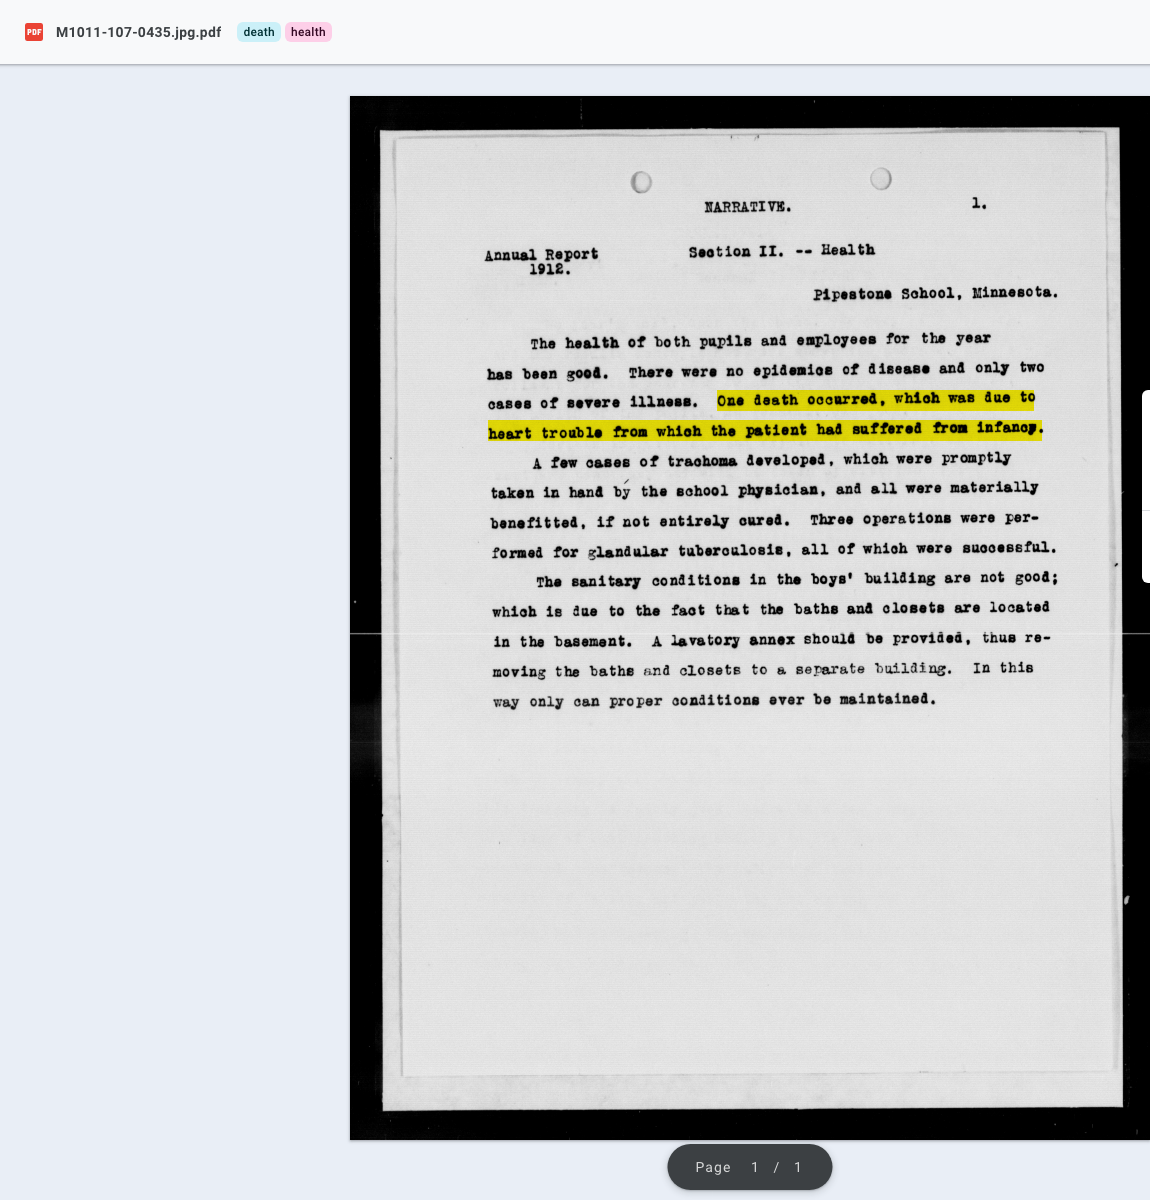 M1011-107-0435.jpg.pdf death health
NARRATIVE. 1.
Annual Report Section II. -- Health
1912.
Pipestone School, Minnesota.
The health of both pupils and employees for the year
has been good. There were no epidemics of disease and only two
cases of severe illness. One death occurred, which was due to
heart trouble from which the patient had suffered from infancy.
A few cases of trachoma developed, which were promptly
taken in hand by the school physician, and all were materially
benefitted, if not entirely cured. Three operations were per-
formed for glandular tuberculosis, all of which were successful.
The sanitary conditions in the boys' building are not good;
which is due to the fact that the baths and closets are located
in the basement. A lavatory annex should be provided, thus re-
moving the baths and closets to a separate building. In this
way only can proper conditions ever be maintained.
Page 1 / 1